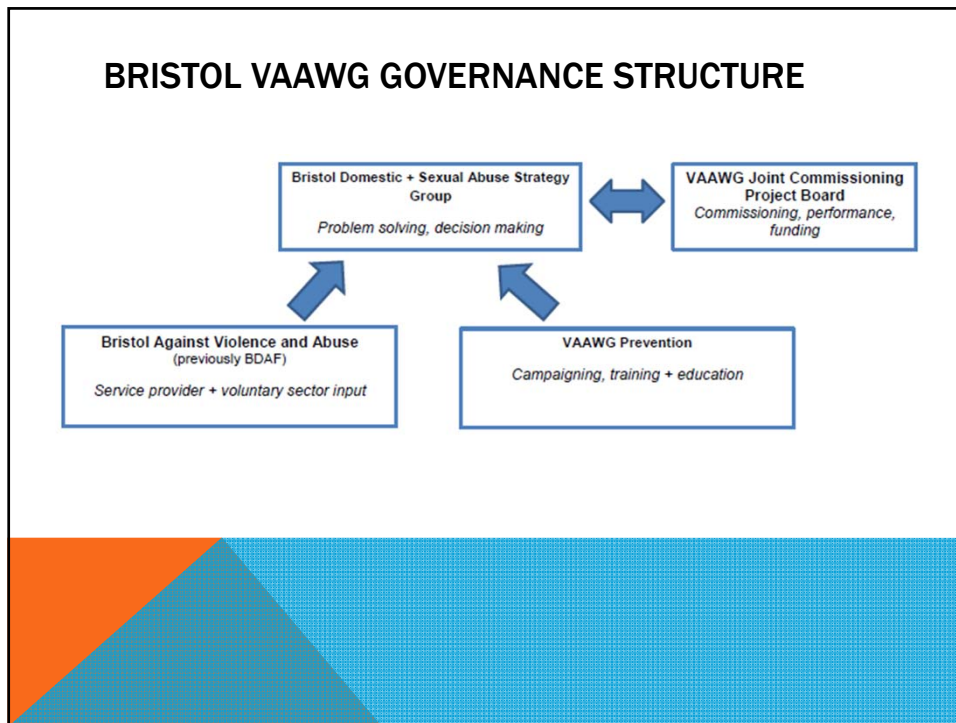 BRISTOL VAAWG GOVERNANCE STRUCTURE
Bristol Domestic + Sexual Abuse Strategy
Group
Problem solving, decision making
VAAWG Joint Commissioning
Project Board
Commissioning, performance,
funding
Bristol Against Violence and Abuse
(previously BDAF)
Service provider + voluntary sector input
VAAWG Prevention
Campaigning, training + education